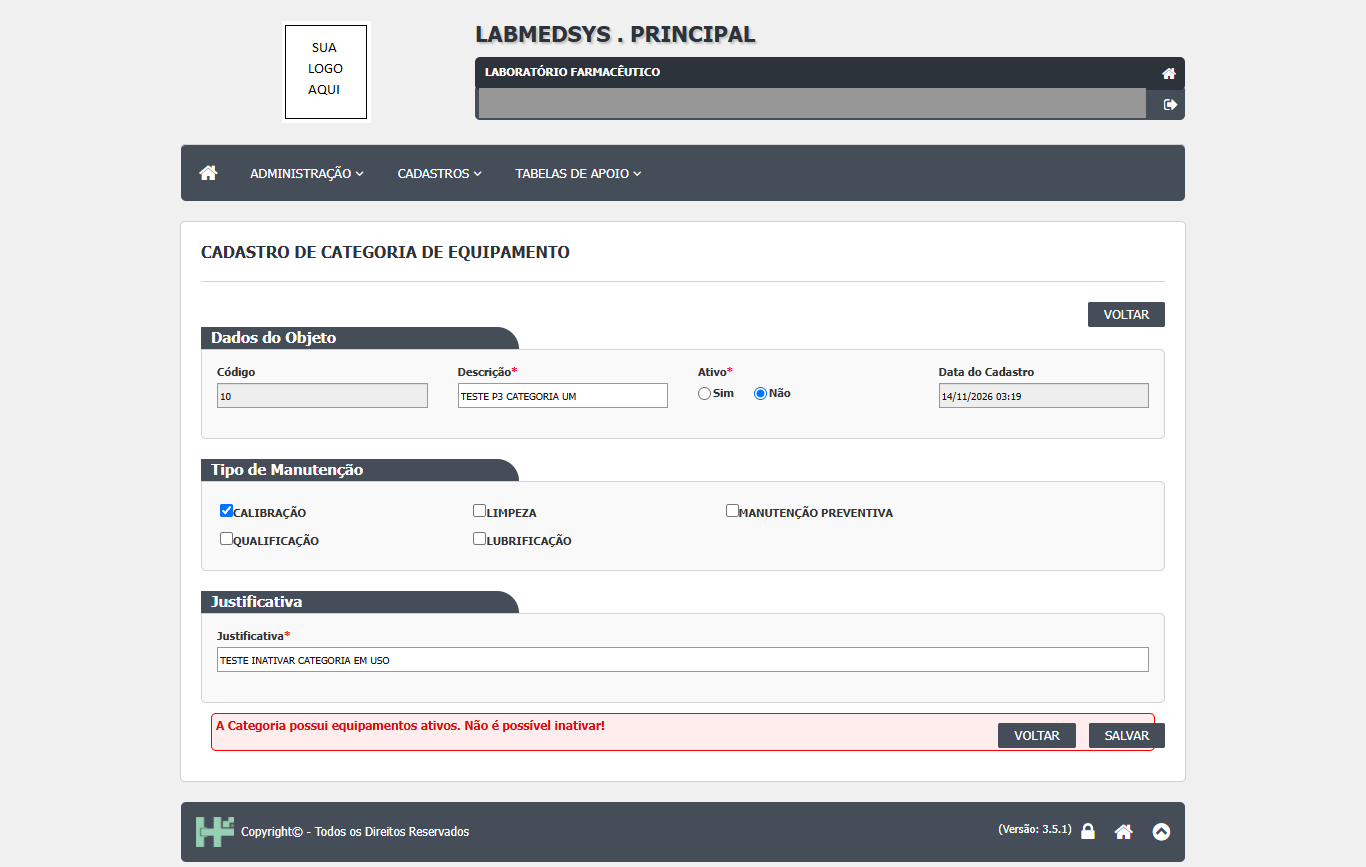 SUA
LOGO
AQUI
LABMEDSYS . PRINCIPAL
LABORATÓRIO FARMACÊUTICO
ADMINISTRAÇÃO CADASTROS TABELAS DE APOIO
CADASTRO DE CATEGORIA DE EQUIPAMENTO
VOLTAR
Dados do Objeto
Código Descrição* Ativo* Data do Cadastro
10 TESTE P3 CATEGORIA UM Sim Não 14/11/2026 03:19
Tipo de Manutenção
CALIBRAÇÃO LIMPEZA MANUTENÇÃO PREVENTIVA
QUALIFICAÇÃO LUBRIFICAÇÃO
Justificativa
Justificativa*
TESTE INATIVAR CATEGORIA EM USO
A Categoria possui equipamentos ativos. Não é possível inativar!
VOLTAR SALVAR
Copyright© - Todos os Direitos Reservados (Versão: 3.5.1)